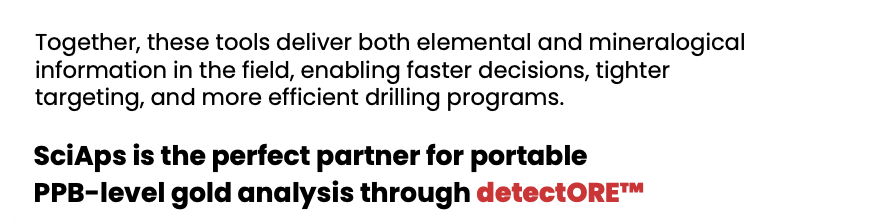 Together, these tools deliver both elemental and mineralogical
information in the field, enabling faster decisions, tighter
targeting, and more efficient drilling programs.
SciAps is the perfect partner for portable
PPB-level gold analysis through detectORE™